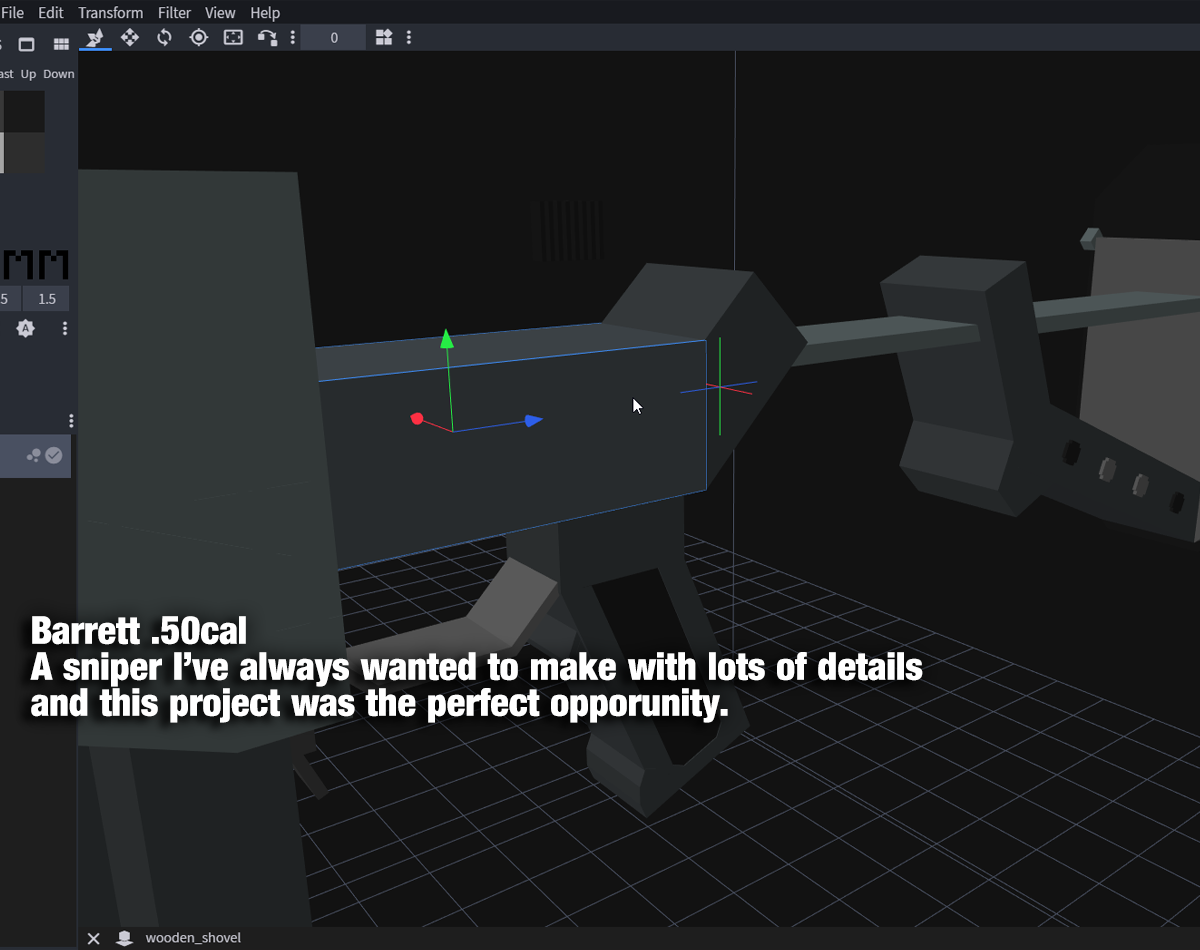 File Edit Transform Filter View Help
0
ast Up Down
5 1.5
A
Barrett .50cal
A sniper I've always wanted to make with lots of details
and this project was the perfect opporunity.
wooden_shovel